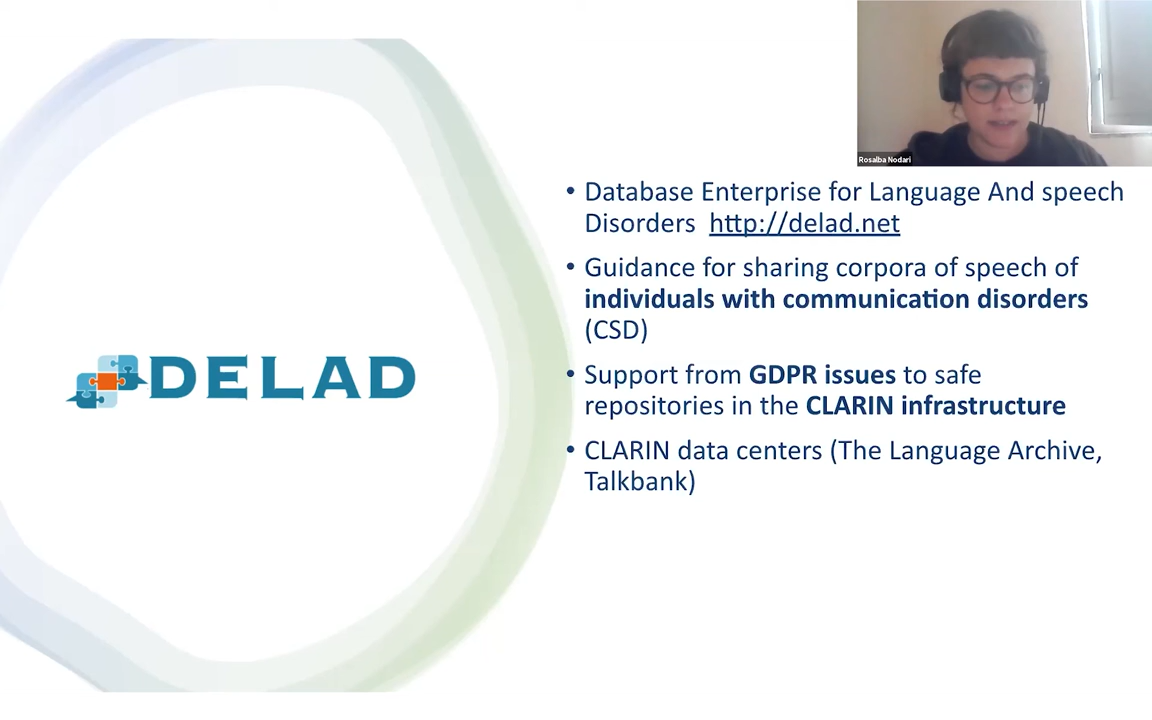 Rosalba Nodari
• Database Enterprise for Language And speech
Disorders http://delad.net
• Guidance for sharing corpora of speech of
individuals with communication disorders
(CSD)
DELAD
• Support from GDPR issues to safe
repositories in the CLARIN infrastructure
• CLARIN data centers (The Language Archive,
Talkbank)